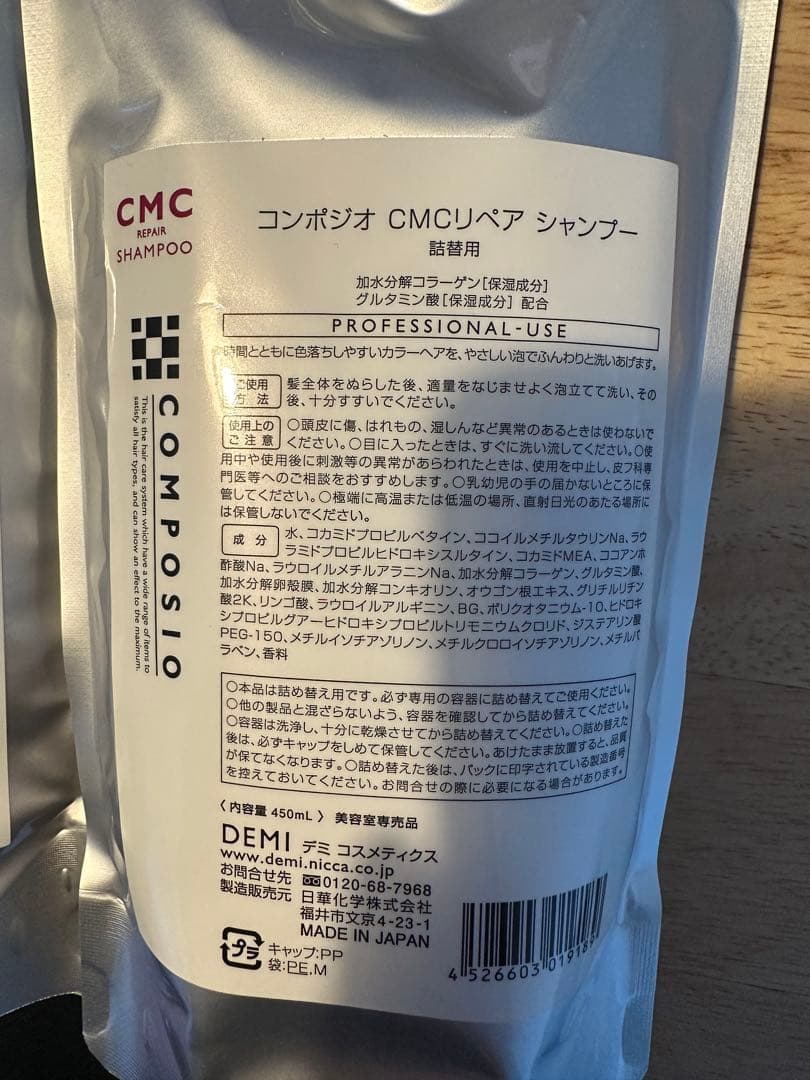 CMC
REPAIR
SHAMPOO
COMPOSIO
This is the hair care system which have a wide range of items to
satisfy all hair types, and can show an effect to the maximum.
コンポジオ CMCリペア シャンプー
詰替用
加水分解コラーゲン[保湿成分]
グルタミン酸[保湿成分] 配合
PROFESSIONAL-USE
時間とともに色落ちしやすいカラーヘアを、やさしい泡でふんわりと洗いあげます。
ご使用方法 髪全体をぬらした後、適量をなじませよく泡立てて洗い、その
後、十分すすいでください。
使用上のご注意 ○頭皮に傷、はれもの、湿しんなど異常のあるときは使わないで
ください。○目に入ったときは、すぐに洗い流してください。○使
用中や使用後に刺激等の異常があらわれたときは、使用を中止し、皮フ科専
門医等へのご相談をおすすめします。○乳幼児の手の届かないところに保
管してください。○極端に高温または低温の場所、直射日光のあたる場所に
は保管しないでください。
成分 水、コカミドプロピルベタイン、ココイルメチルタウリンNa、ラウ
ラミドプロピルヒドロキシスルタイン、コカミドMEA、ココアンホ
酢酸Na、ラウロイルメチルアラニンNa、加水分解コラーゲン、グルタミン酸、
加水分解卵殻膜、加水分解コンキオリン、オウゴン根エキス、グリチルリチン
酸2K、リンゴ酸、ラウロイルアルギニン、BG、ポリクオタニウム-10、ヒドロキ
シプロピルグアーヒドロキシプロピルトリモニウムクロリド、ジステアリン酸
PEG-150、メチルイソチアゾリノン、メチルクロロイソチアゾリノン、メチルパ
ラベン、香料
○本品は詰め替え用です。必ず専用の容器に詰め替えてご使用ください。
○他の製品と混ざらないよう、容器を確認してから詰め替えてください。
○容器は洗浄し、十分に乾燥させてから詰め替えてください。○詰め替えた
後は、必ずキャップをしめて保管してください。あけたまま放置すると、品質
が保てなくなります。○詰め替えた後は、パックに印字されている製造番号
を控えておいてください。お問合せの際に必要になる場合があります。
〈内容量 450mL〉 美容室専売品
DEMI デミ コスメティクス
www.demi.nicca.co.jp
お問合せ先 0120-68-7968
製造販売元 日華化学株式会社
福井市文京4-23-1
MADE IN JAPAN
プラ キャップ:PP
袋:PE,M
4 526603 019189